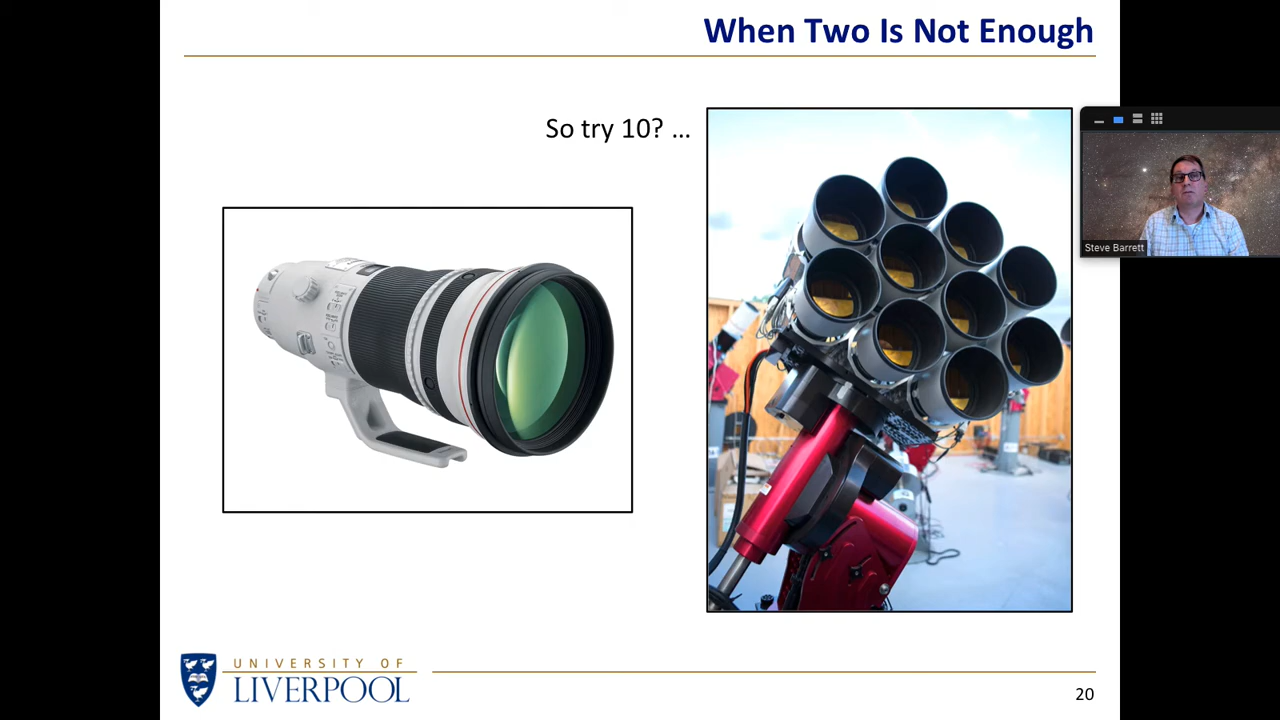 When Two Is Not Enough
So try 10? ...
Steve Barrett
UNIVERSITY OF
LIVERPOOL
20